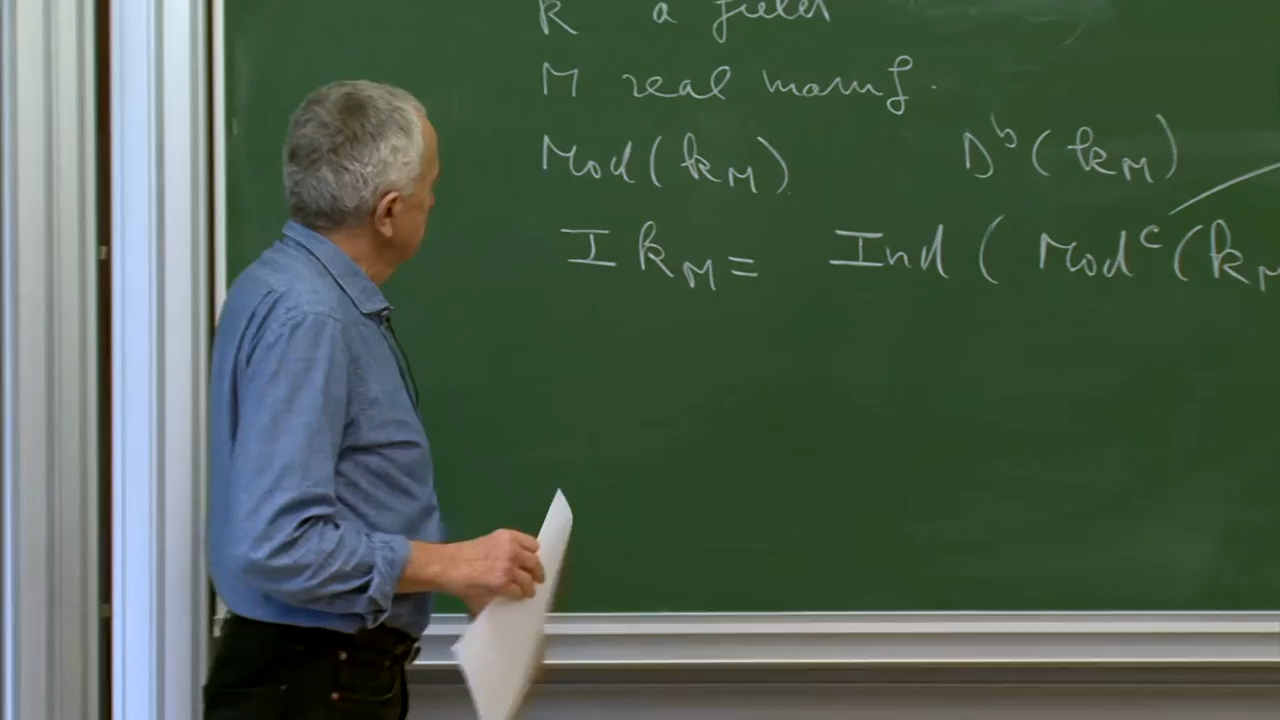 k a field
M real manif.
Mod(k_M) D^b(k_M)
I k_M = Ind ( Mod^c(k_M